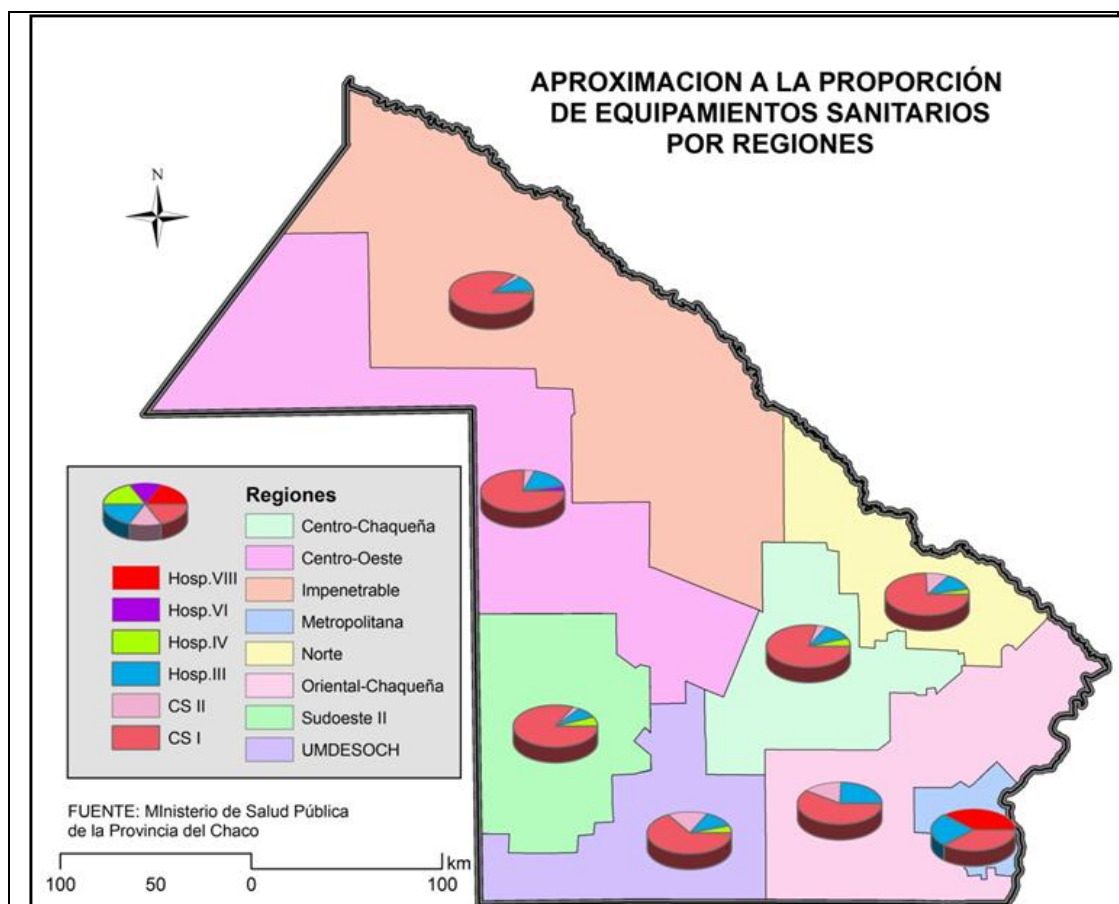 APROXIMACION A LA PROPORCIÓN
DE EQUIPAMIENTOS SANITARIOS
POR REGIONES
N
Regiones
Centro-Chaqueña
Centro-Oeste
Impenetrable
Metropolitana
Norte
Oriental-Chaqueña
Sudoeste II
UMDESOCH
Hosp.VIII
Hosp.VI
Hosp.IV
Hosp.III
CS II
CS I
FUENTE: MInisterio de Salud Pública
de la Provincia del Chaco
km
100 50 0 100